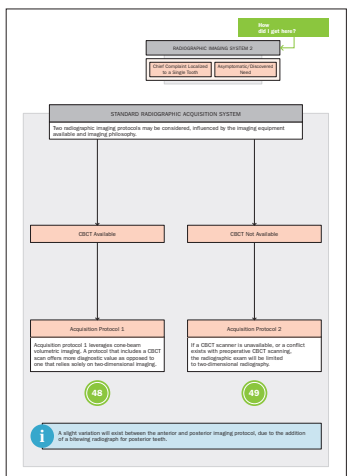 How
did I get here?
RADIOGRAPHIC IMAGING SYSTEM 2
Chief Complaint Localized
to a Single Tooth
Asymptomatic/Discovered
Need
STANDARD RADIOGRAPHIC ACQUISITION SYSTEM
Two radiographic imaging protocols may be considered, influenced by the imaging equipment
available and imaging philosophy.
CBCT Available
CBCT Not Available
Acquisition Protocol 1
Acquisition protocol 1 leverages cone-beam
volumetric imaging. A protocol that includes a CBCT
scan offers more diagnostic value as opposed to
one that relies solely on two-dimensional imaging.
Acquisition Protocol 2
If a CBCT scanner is unavailable, or a conflict
exists with preoperative CBCT scanning,
the radiographic exam will be limited
to two-dimensional radiography.
48
49
i
A slight variation will exist between the anterior and posterior imaging protocol, due to the addition
of a bitewing radiograph for posterior teeth.